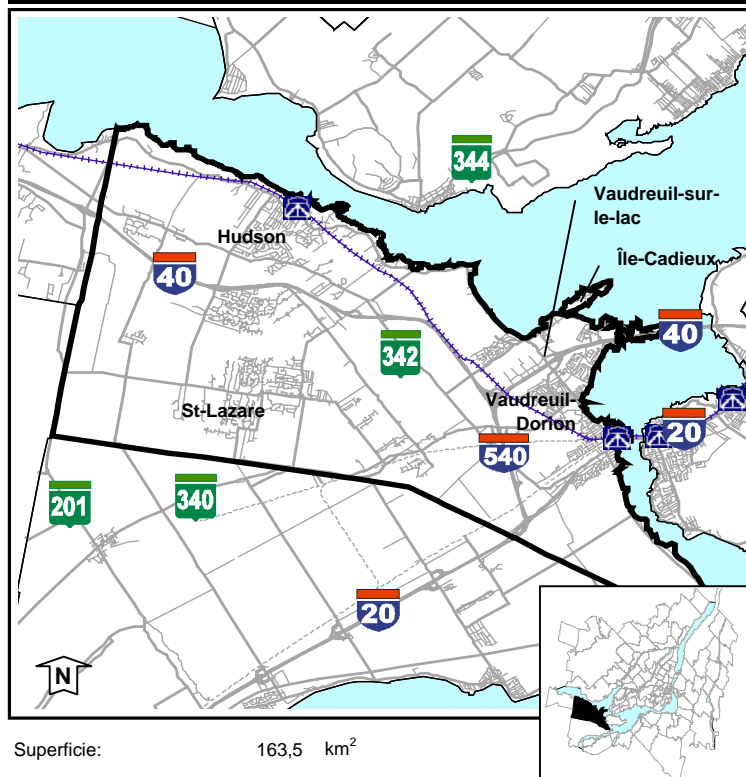 344
Vaudreuil-sur-
le-lac
Hudson
Île-Cadieux
40
40
342
St-Lazare
Vaudreuil-
Dorion
20
540
201
340
20
N
Superficie: 163,5 km²